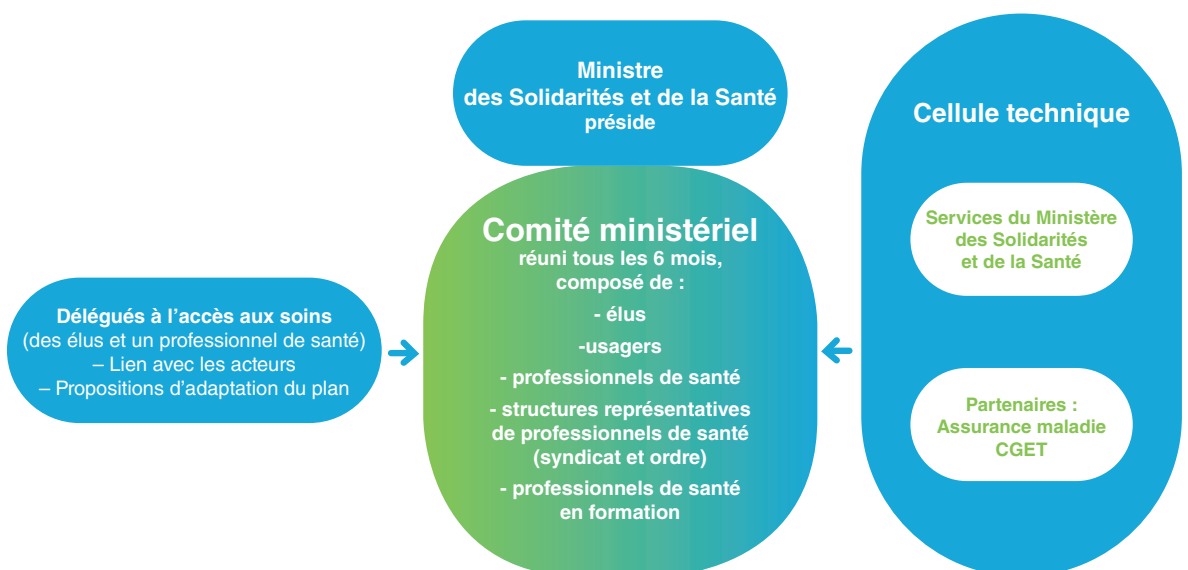 Ministre
des Solidarités et de la Santé
préside
Comité ministériel
réuni tous les 6 mois,
composé de :
- élus
-usagers
- professionnels de santé
- structures représentatives
de professionnels de santé
(syndicat et ordre)
- professionnels de santé
en formation
Délégués à l’accès aux soins
(des élus et un professionnel de santé)
– Lien avec les acteurs
– Propositions d’adaptation du plan
Cellule technique
Services du Ministère
des Solidarités
et de la Santé
Partenaires :
Assurance maladie
CGET